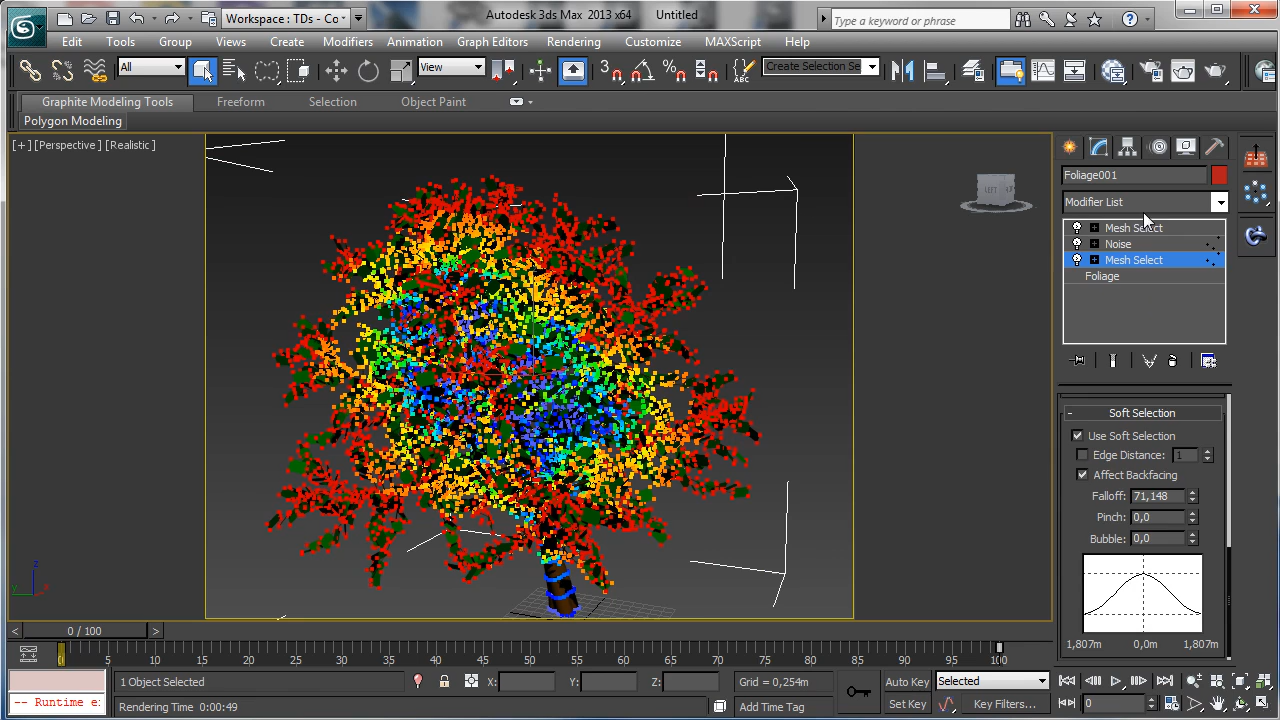 Workspace : TDs - Co
Autodesk 3ds Max 2013 x64 Untitled
Type a keyword or phrase
Edit Tools Group Views Create Modifiers Animation Graph Editors Rendering Customize MAXScript Help
All
View
Create Selection Se
Graphite Modeling Tools Freeform Selection Object Paint
Polygon Modeling
[+] [Perspective] [Realistic]
Foliage001
Modifier List
Mesh Select
Noise
Mesh Select
Foliage
Soft Selection
Use Soft Selection
Edge Distance: 1
Affect Backfacing
Falloff: 71,148
Pinch: 0,0
Bubble: 0,0
1,807m 0,0m 1,807m
0 / 100
0 5 10 15 20 25 30 35 40 45 50 55 60 65 70 75 80 85 90 95 100
1 Object Selected X: Y: Z: Grid = 0,254m Auto Key Selected
-- Runtime e: Rendering Time 0:00:49 Add Time Tag Set Key Key Filters... 0